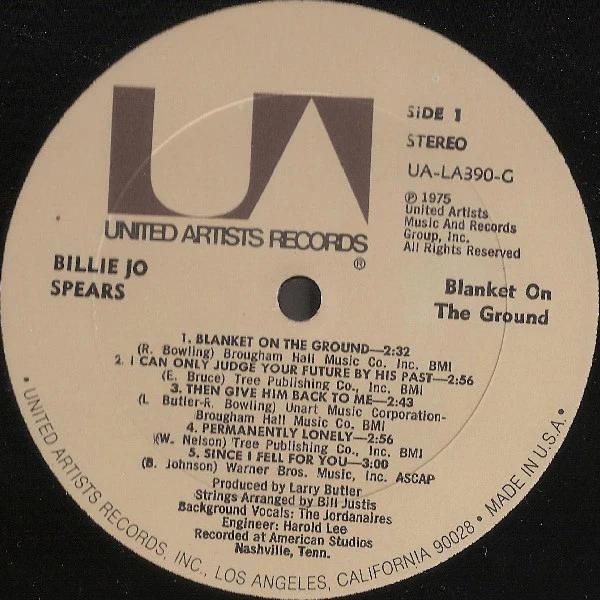 UA
UNITED ARTISTS RECORDS
®
SiDE 1
STEREO
UA-LA390-G
℗ 1975
United Artists
Music And Records
Group, Inc.
All Rights Reserved
BILLIE JO
SPEARS
Blanket On
The Ground
1. BLANKET ON THE GROUND—2:32
(R. Bowling) Brougham Hall Music Co. Inc. BMI
2. I CAN ONLY JUDGE YOUR FUTURE BY HIS PAST—2:56
(E. Bruce) Tree Publishing Co., Inc. BMI
3. THEN GIVE HIM BACK TO ME—2:43
(L Butler-R. Bowling) Unart Music Corporation-
Brougham Hall Music Co. BMI
4. PERMANENTLY LONELY—2:56
(W. Nelson) Tree Publishing Co., Inc. BMI
5. SINCE I FELL FOR YOU—3:00
(B. Johnson) Warner Bros. Music, Inc. ASCAP
Produced by Larry Butler
Strings Arranged by Bill Justis
Background Vocals: The Jordanaires
Engineer: Harold Lee
Recorded at American Studios
Nashville, Tenn.
• UNITED ARTISTS RECORDS, INC., LOS ANGELES, CALIFORNIA 90028 • MADE IN U.S.A. •